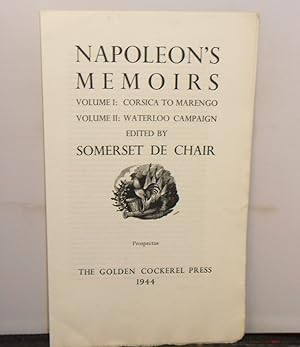 NAPOLEON'S
MEMOIRS
VOLUME I: CORSICA TO MARENGO
VOLUME II: WATERLOO CAMPAIGN
EDITED BY
SOMERSET DE CHAIR
Prospectus
THE GOLDEN COCKEREL PRESS
1944